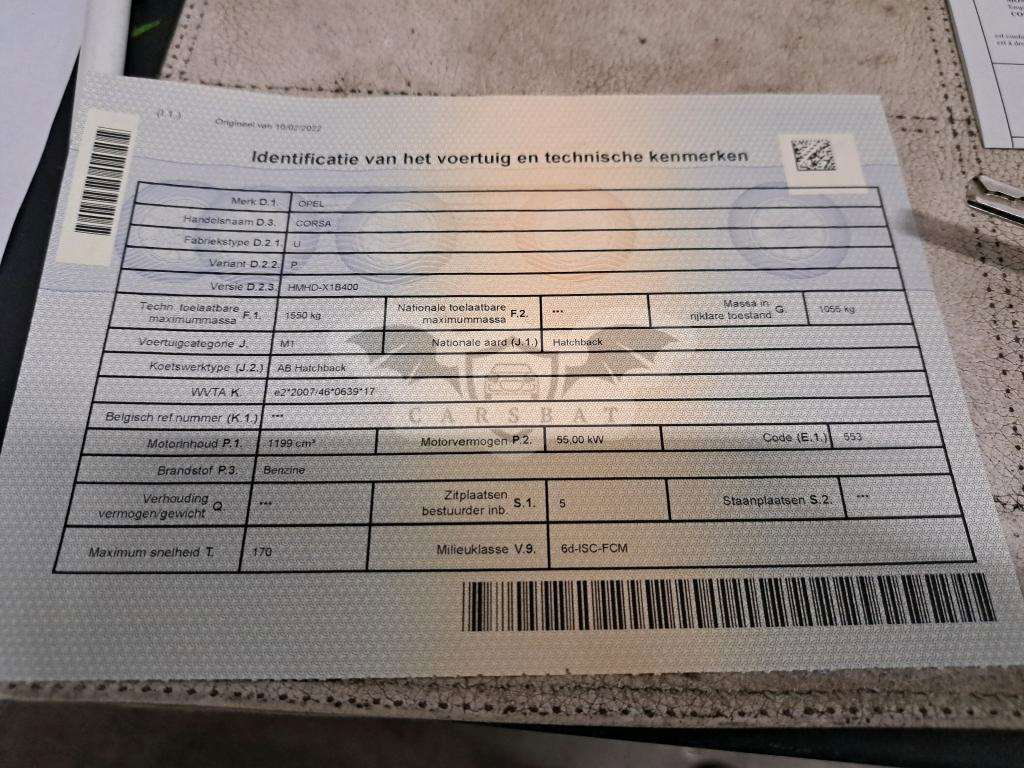 (I.1.)
Origineel van 10/02/2022
Identificatie van het voertuig en technische kenmerken
Merk D.1. OPEL
Handelsnaam D.3. CORSA
Fabriekstype D.2.1. U
Variant D.2.2. P
Versie D.2.3. HMHD-X1B400
Techn. toelaatbare maximummassa F.1. 1550 kg Nationale toelaatbare maximummassa F.2. --- Massa in rijklare toestand G. 1055 kg
Voertuigcategorie J. M1 Nationale aard (J.1.) Hatchback
Koetswerktype (J.2.) AB Hatchback
WVTA K. e2*2007/46*0639*17
Belgisch ref nummer (K.1.) ---
CARSBAT
Motorinhoud P.1. 1199 cm³ Motorvermogen P.2. 55,00 kW Code (E.1.) 553
Brandstof P.3. Benzine
Verhouding vermogen/gewicht Q. --- Zitplaatsen bestuurder inb. S.1. 5 Staanplaatsen S.2. ---
Maximum snelheid T. 170 Milieuklasse V.9. 6d-ISC-FCM